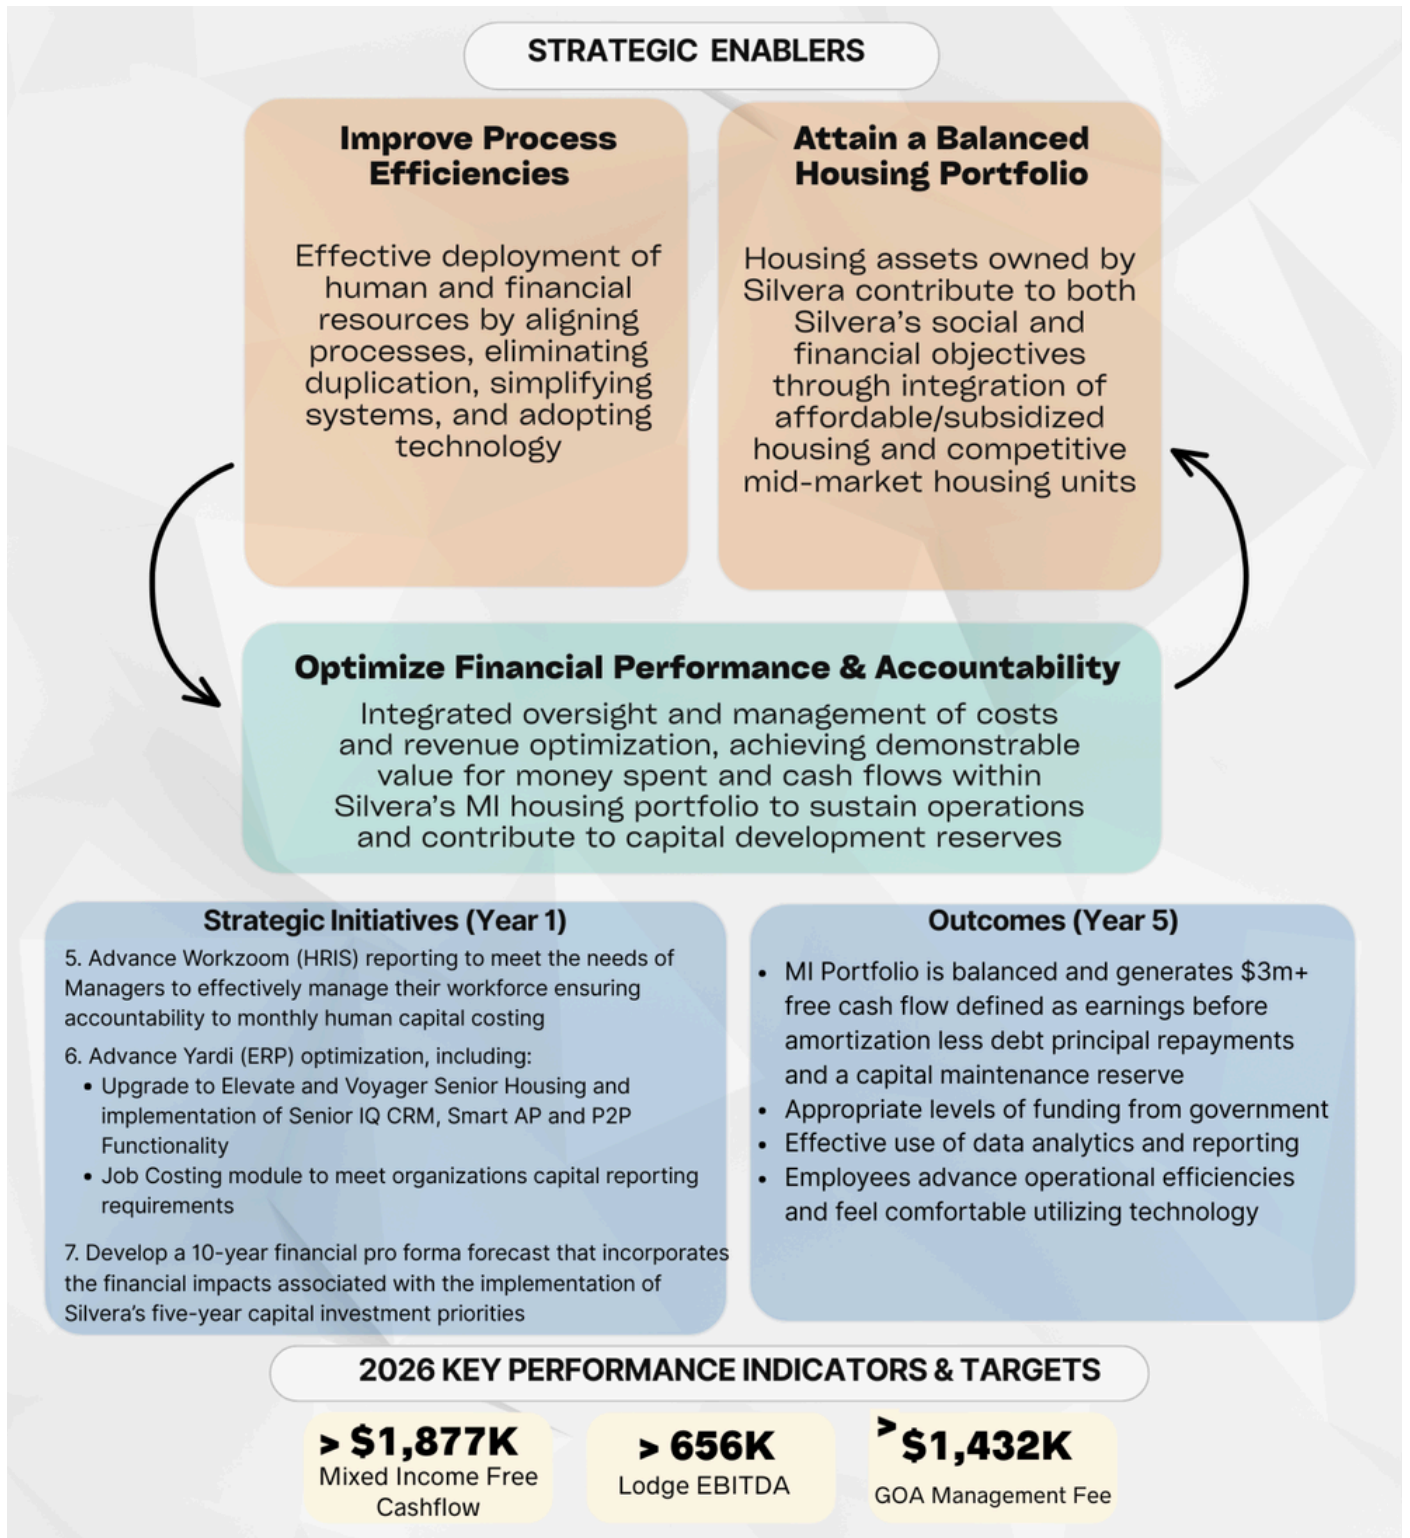 STRATEGIC ENABLERS
Improve Process
Efficiencies
Effective deployment of
human and financial
resources by aligning
processes, eliminating
duplication, simplifying
systems, and adopting
technology
Attain a Balanced
Housing Portfolio
Housing assets owned by
Silvera contribute to both
Silvera’s social and
financial objectives
through integration of
affordable/subsidized
housing and competitive
mid-market housing units
Optimize Financial Performance & Accountability
Integrated oversight and management of costs
and revenue optimization, achieving demonstrable
value for money spent and cash flows within
Silvera’s MI housing portfolio to sustain operations
and contribute to capital development reserves
Strategic Initiatives (Year 1)
5. Advance Workzoom (HRIS) reporting to meet the needs of
Managers to effectively manage their workforce ensuring
accountability to monthly human capital costing
6. Advance Yardi (ERP) optimization, including:
• Upgrade to Elevate and Voyager Senior Housing and
implementation of Senior IQ CRM, Smart AP and P2P
Functionality
• Job Costing module to meet organizations capital reporting
requirements
7. Develop a 10-year financial pro forma forecast that incorporates
the financial impacts associated with the implementation of
Silvera’s five-year capital investment priorities
Outcomes (Year 5)
• MI Portfolio is balanced and generates $3m+
free cash flow defined as earnings before
amortization less debt principal repayments
and a capital maintenance reserve
• Appropriate levels of funding from government
• Effective use of data analytics and reporting
• Employees advance operational efficiencies
and feel comfortable utilizing technology
2026 KEY PERFORMANCE INDICATORS & TARGETS
> $1,877K
Mixed Income Free
Cashflow
> 656K
Lodge EBITDA
> $1,432K
GOA Management Fee